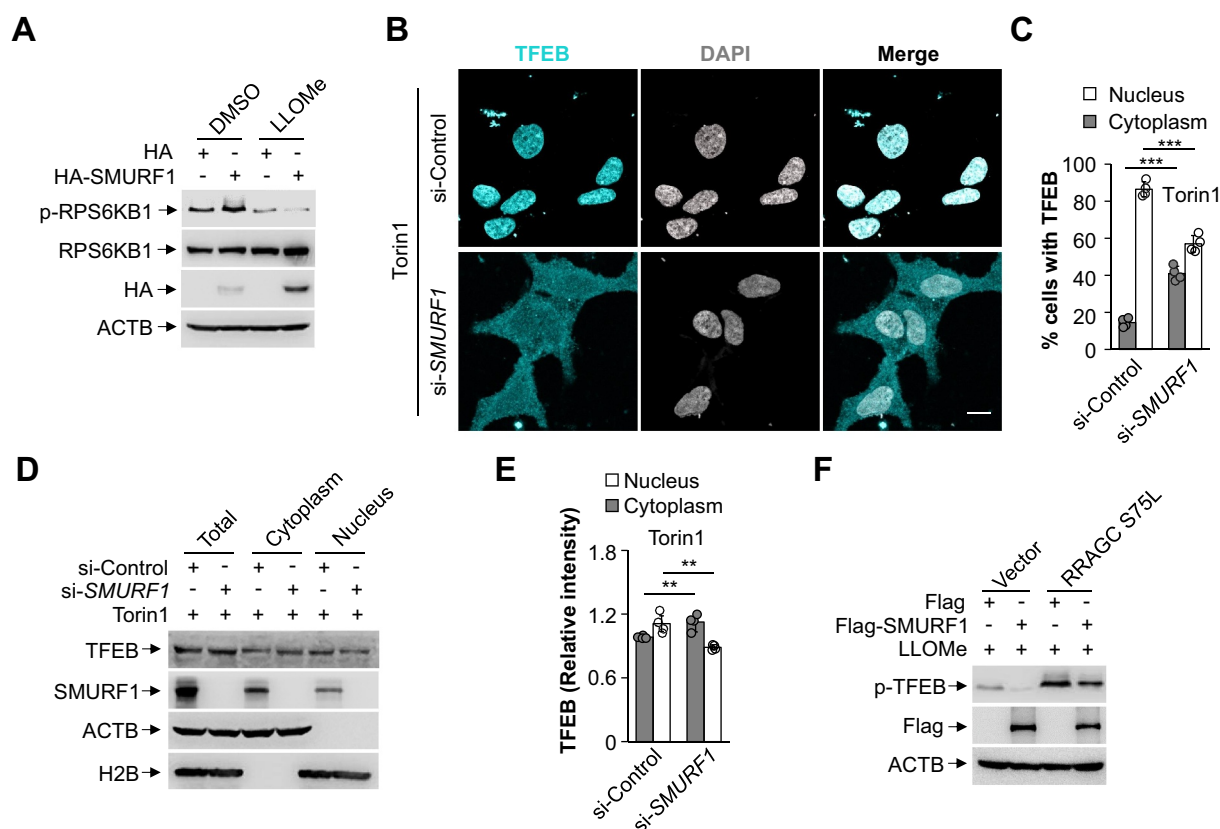 A
DMSO
LLOMe
HA + - + -
HA-SMURF1 - + - +
p-RPS6KB1
RPS6KB1
HA
ACTB
B
TFEB DAPI Merge
Torin1
si-Control
si-SMURF1
C
Nucleus
Cytoplasm
*** ***
Torin1
% cells with TFEB
100
80
60
40
20
0
si-Control
si-SMURF1
D
Total
Cytoplasm
Nucleus
si-Control + - + - + -
si-SMURF1 - + - + - +
Torin1 + + + + + +
TFEB
SMURF1
ACTB
H2B
E
Nucleus
Cytoplasm
Torin1
** **
TFEB (Relative intensity)
1.8
1.2
0.6
0
si-Control
si-SMURF1
F
Vector
RRAGC S75L
Flag + - + -
Flag-SMURF1 - + - +
LLOMe + + + +
p-TFEB
Flag
ACTB